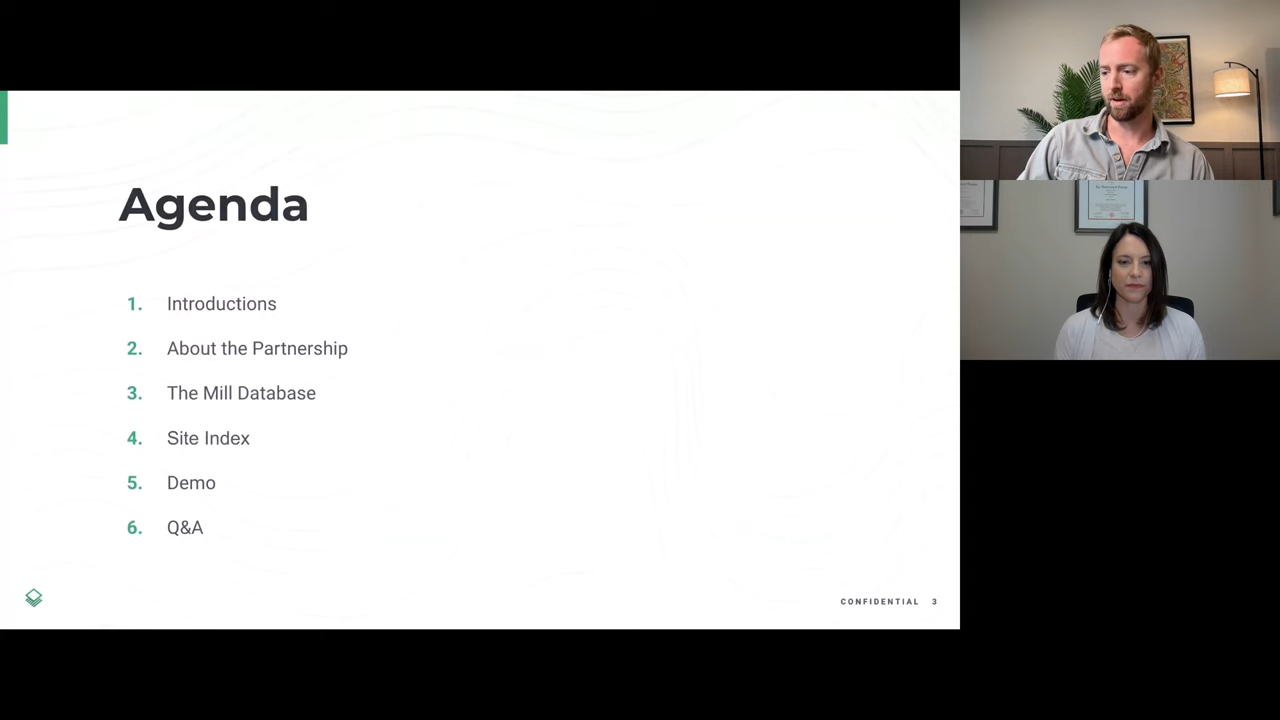 Agenda
1. Introductions
2. About the Partnership
3. The Mill Database
4. Site Index
5. Demo
6. Q&A
CONFIDENTIAL 3